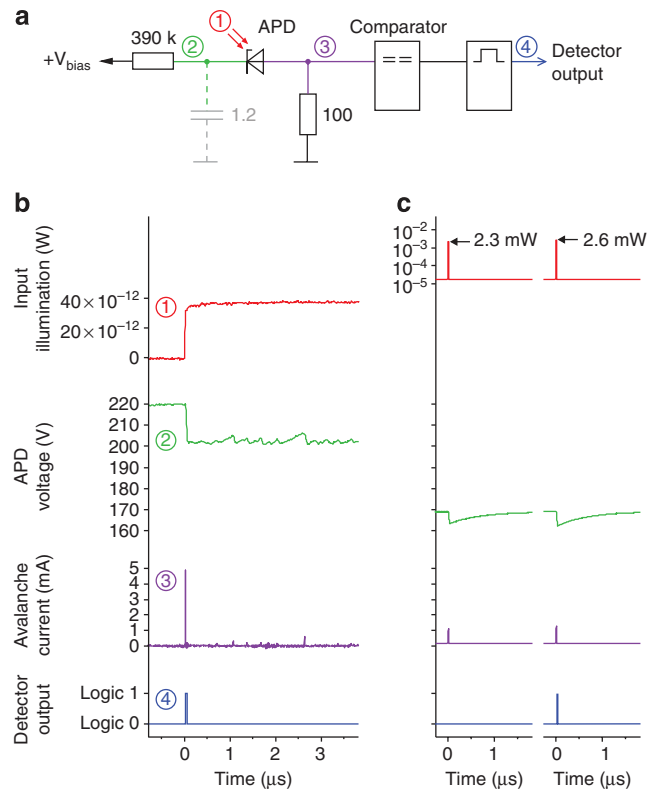 a
390 k
1
APD
Comparator
+V bias
2
3
4
Detector
output
1.2
100
b
c
Input
illumination (W)
40×10⁻¹²
20×10⁻¹²
0
1
10⁻²
10⁻³
10⁻⁴
10⁻⁵
2.3 mW
2.6 mW
APD
voltage (V)
220
210
200
190
180
170
160
2
Avalanche
current (mA)
5
4
3
2
1
0
3
Detector
output
Logic 1
Logic 0
4
0 1 2 3
Time (μs)
0 1
Time (μs)
0 1
Time (μs)